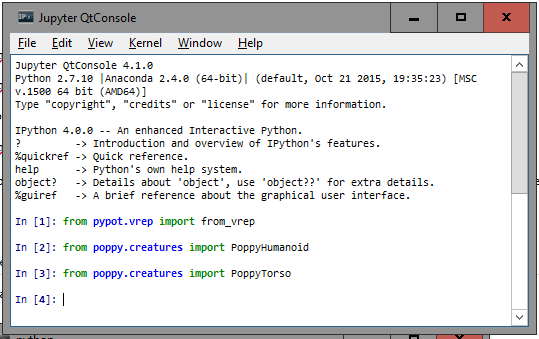 IP[y]: Jupyter QtConsole
File Edit View Kernel Window Help
Jupyter QtConsole 4.1.0
Python 2.7.10 |Anaconda 2.4.0 (64-bit)| (default, Oct 21 2015, 19:35:23) [MSC
v.1500 64 bit (AMD64)]
Type "copyright", "credits" or "license" for more information.
IPython 4.0.0 -- An enhanced Interactive Python.
?         -> Introduction and overview of IPython's features.
%quickref -> Quick reference.
help      -> Python's own help system.
object?   -> Details about 'object', use 'object??' for extra details.
%guiref   -> A brief reference about the graphical user interface.
In [1]: from pypot.vrep import from_vrep
In [2]: from poppy.creatures import PoppyHumanoid
In [3]: from poppy.creatures import PoppyTorso
In [4]: